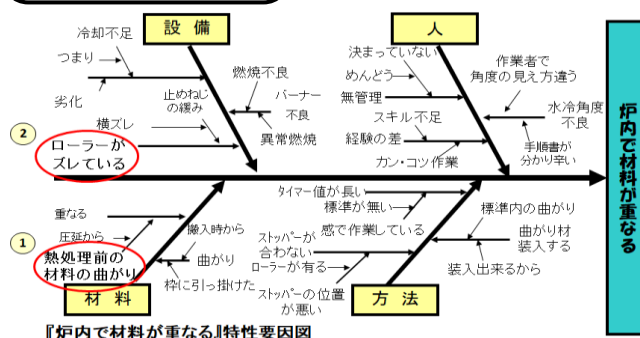 設備
冷却不足
つまり
劣化
止めねじ
の緩み
横ズレ
2
ローラーが
ズレている
燃焼不良
バーナー
不良
異常燃焼
人
決まっていない
めんどう
無管理
スキル不足
経験の差
カン・コツ作業
作業者で
角度の見え方違う
水冷角度
不良
手順書が
分かり辛い
炉内で材料が重なる
重なる
圧延から
1
熱処理前の
材料の曲がり
搬入時から
曲がり
枠に引っ掛けた
材料
タイマー値が長い
標準が無い
感で作業している
ストッパーが
合わない
ローラーが有る
ストッパーの位置
が悪い
標準内の曲がり
曲がり材
装入する
装入出来るから
方法
『炉内で材料が重なる』特性要因図